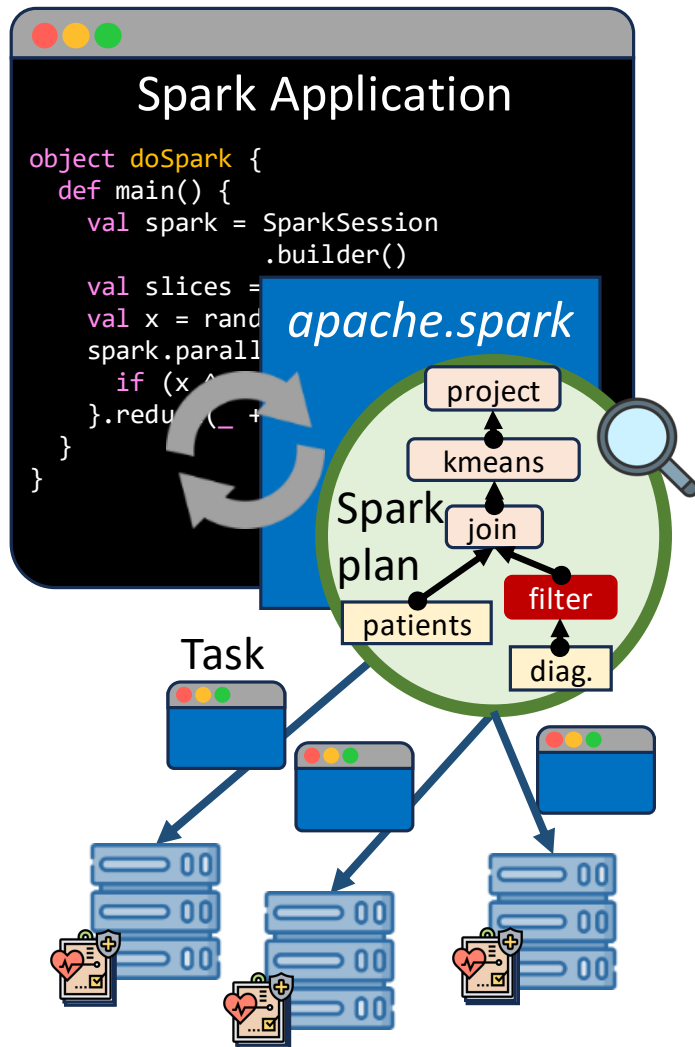 Spark Application
object doSpark {
def main() {
val spark = SparkSession
.builder()
val slices =
val x = rand
spark.parall
if (x ^
}.redu (_ +
}
}
apache.spark
project
kmeans
Spark
join
plan
filter
patients
diag.
Task